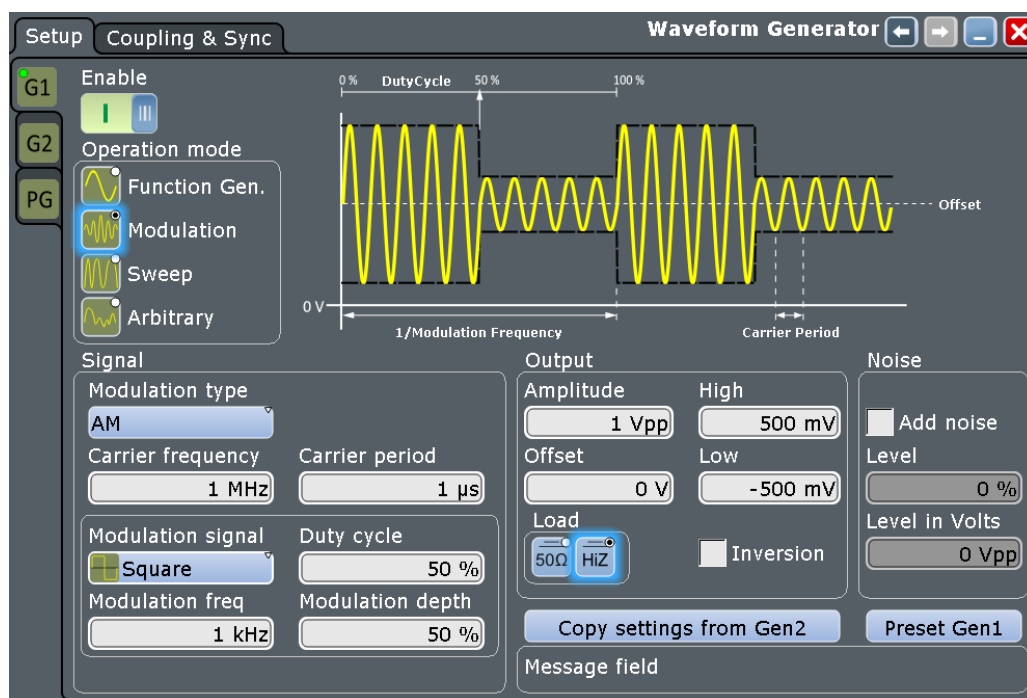 Setup Coupling & Sync Waveform Generator
G1
G2
PG
Enable
Operation mode
Function Gen.
Modulation
Sweep
Arbitrary
0 % DutyCycle 50 % 100 %
Offset
0 V
1/Modulation Frequency Carrier Period
Signal
Modulation type
AM
Carrier frequency Carrier period
1 MHz 1 µs
Modulation signal Duty cycle
Square 50 %
Modulation freq Modulation depth
1 kHz 50 %
Output
Amplitude High
1 Vpp 500 mV
Offset Low
0 V -500 mV
Load
50Ω HiZ Inversion
Noise
Add noise
Level
0 %
Level in Volts
0 Vpp
Copy settings from Gen2 Preset Gen1
Message field